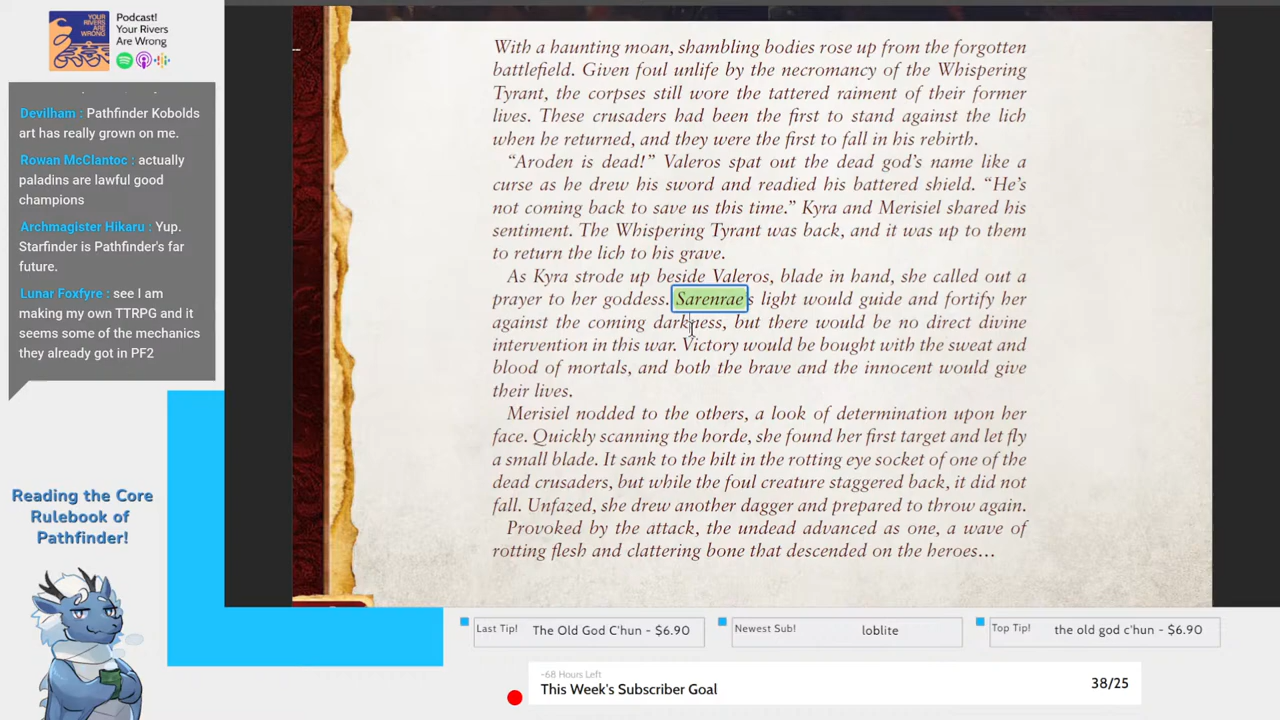 YOUR RIVERS ARE WRONG
Podcast!
Your Rivers
Are Wrong
Devilham : Pathfinder Kobolds
art has really grown on me.
Rowan McClantoc : actually
paladins are lawful good
champions
Archmagister Hikaru : Yup.
Starfinder is Pathfinder's far
future.
Lunar Foxfyre : see I am
making my own TTRPG and it
seems some of the mechanics
they already got in PF2
Reading the Core
Rulebook of
Pathfinder!
With a haunting moan, shambling bodies rose up from the forgotten
battlefield. Given foul unlife by the necromancy of the Whispering
Tyrant, the corpses still wore the tattered raiment of their former
lives. These crusaders had been the first to stand against the lich
when he returned, and they were the first to fall in his rebirth.
“Aroden is dead!” Valeros spat out the dead god's name like a
curse as he drew his sword and readied his battered shield. “He's
not coming back to save us this time.” Kyra and Merisiel shared his
sentiment. The Whispering Tyrant was back, and it was up to them
to return the lich to his grave.
As Kyra strode up beside Valeros, blade in hand, she called out a
prayer to her goddess. Sarenrae's light would guide and fortify her
against the coming darkness, but there would be no direct divine
intervention in this war. Victory would be bought with the sweat and
blood of mortals, and both the brave and the innocent would give
their lives.
Merisiel nodded to the others, a look of determination upon her
face. Quickly scanning the horde, she found her first target and let fly
a small blade. It sank to the hilt in the rotting eye socket of one of the
dead crusaders, but while the foul creature staggered back, it did not
fall. Unfazed, she drew another dagger and prepared to throw again.
Provoked by the attack, the undead advanced as one, a wave of
rotting flesh and clattering bone that descended on the heroes...
Last Tip! The Old God C'hun - $6.90
Newest Sub! loblite
Top Tip! the old god c'hun - $6.90
-68 Hours Left
This Week's Subscriber Goal
38/25